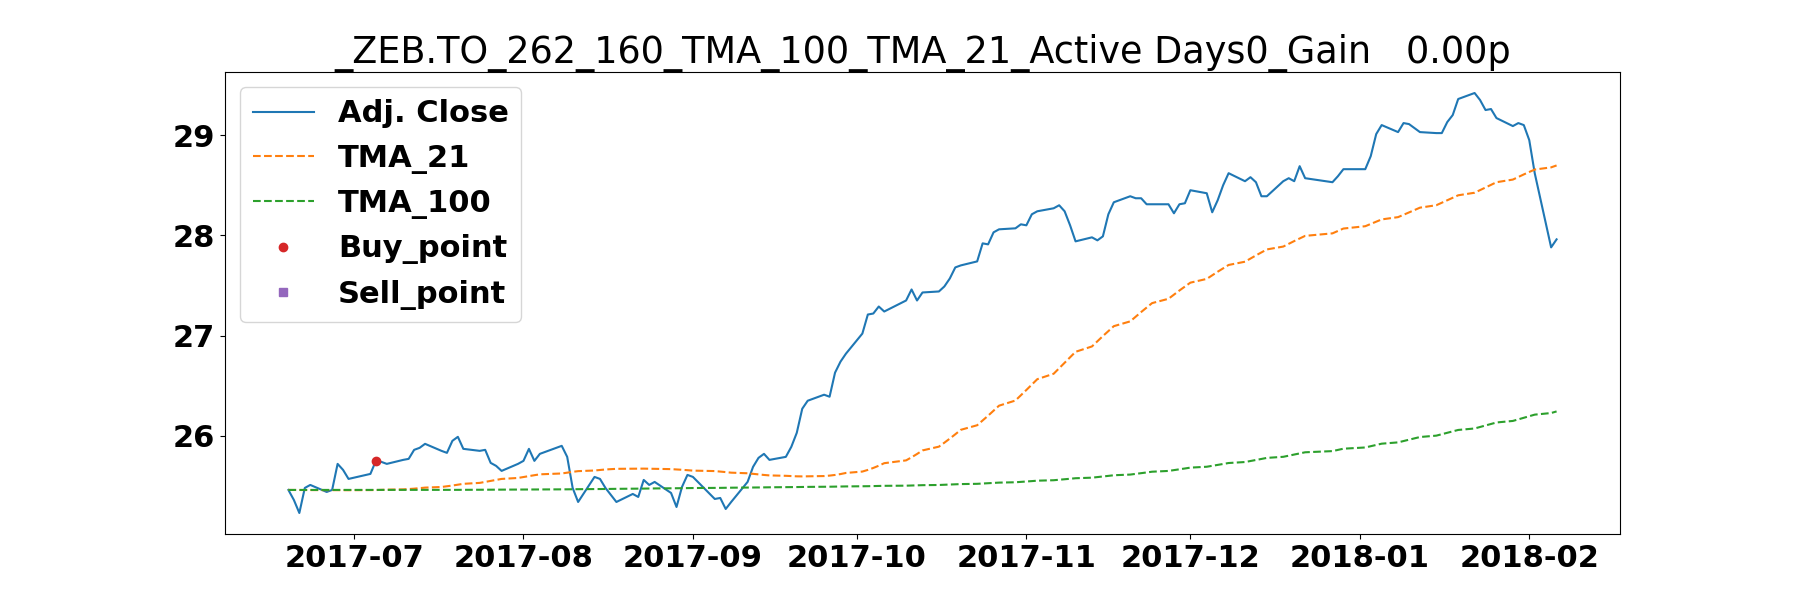 _ZEB.TO_262_160_TMA_100_TMA_21_Active Days0_Gain   0.00p
Adj. Close
TMA_21
TMA_100
Buy_point
Sell_point
29
28
27
26
2017-07 2017-08 2017-09 2017-10 2017-11 2017-12 2018-01 2018-02